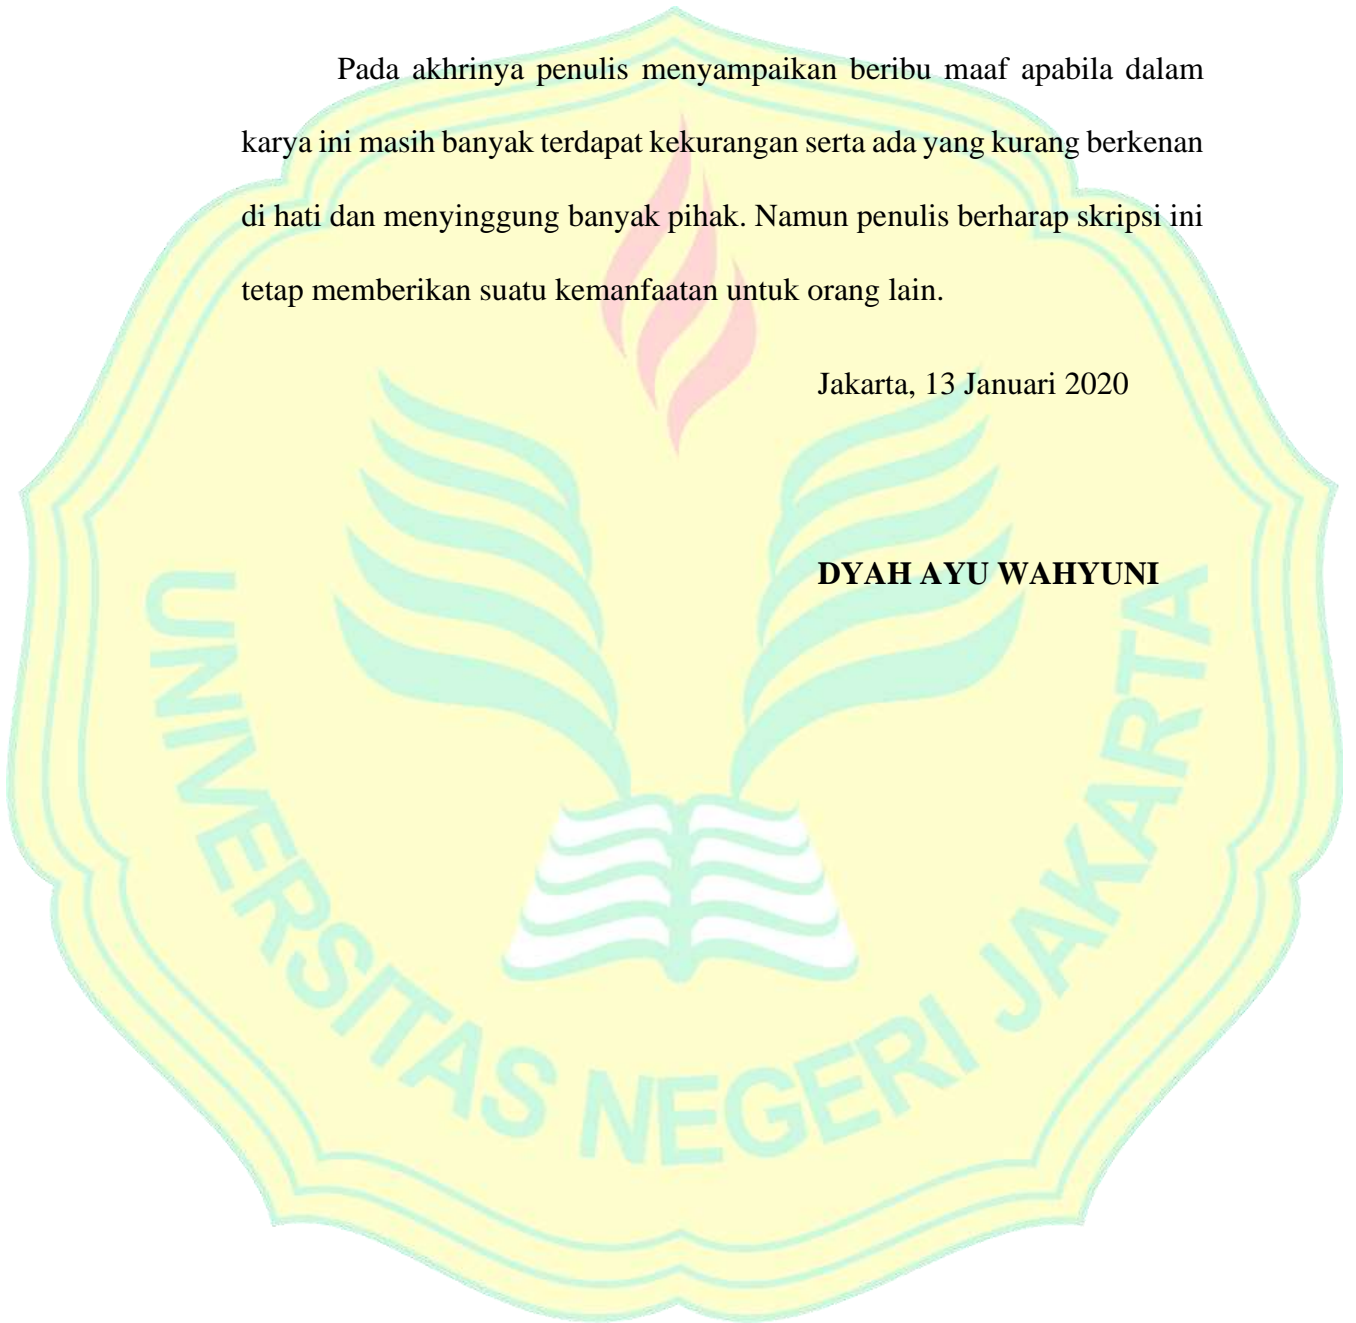 Pada akhrinya penulis menyampaikan beribu maaf apabila dalam
karya ini masih banyak terdapat kekurangan serta ada yang kurang berkenan
di hati dan menyinggung banyak pihak. Namun penulis berharap skripsi ini
tetap memberikan suatu kemanfaatan untuk orang lain.
Jakarta, 13 Januari 2020
DYAH AYU WAHYUNI
UNIVERSITAS NEGERI JAKARTA